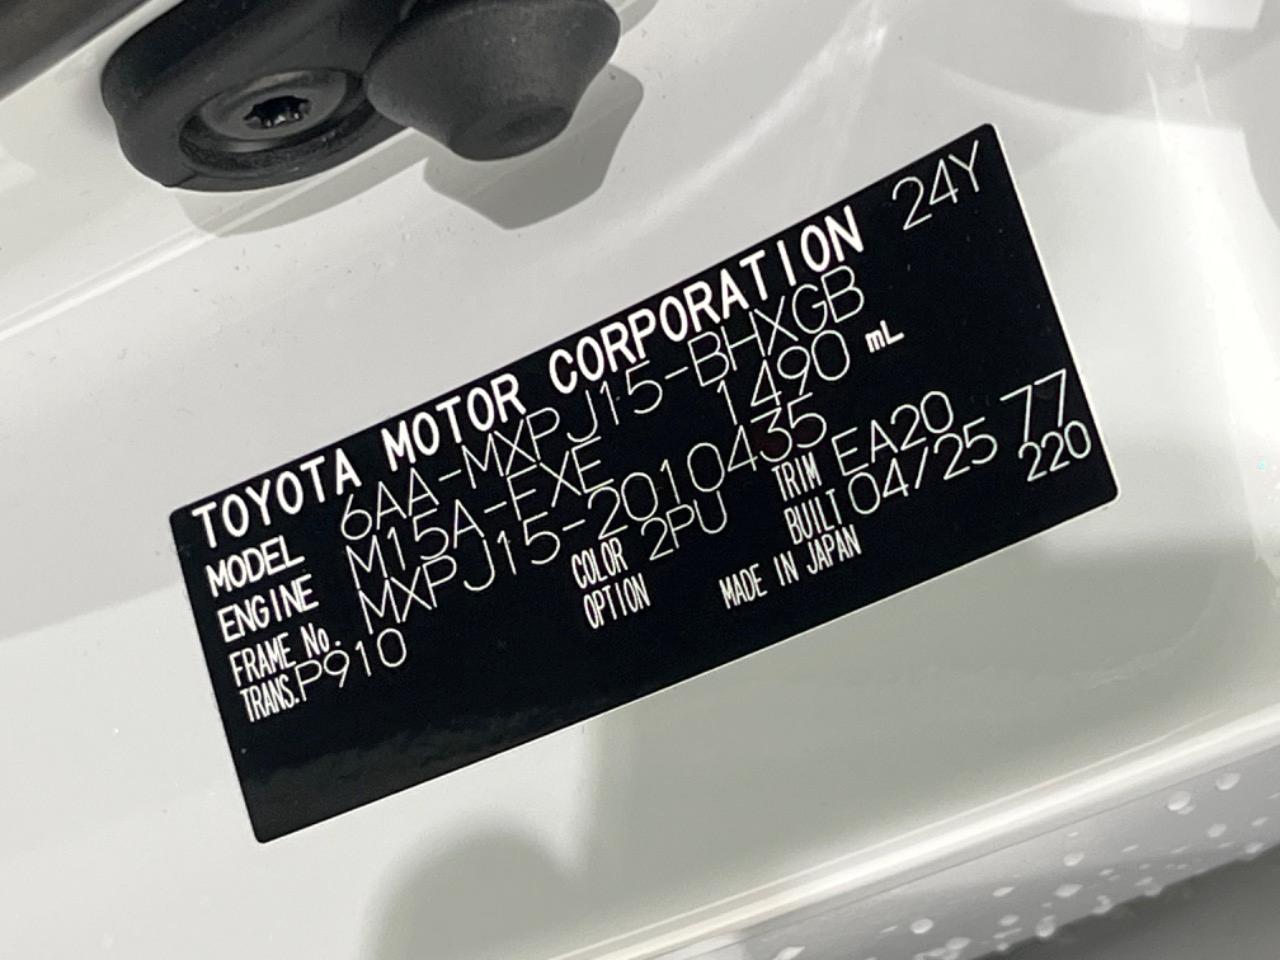 TOYOTA MOTOR CORPORATION 24Y
MODEL 6AA-MXPJ15-BHXGB
ENGINE M15A-FXE 1490 mL
FRAME No. MXPJ15-2010435
TRANS. P910 COLOR 2PU TRIM EA20 77
OPTION BUILT 04/25 220
MADE IN JAPAN